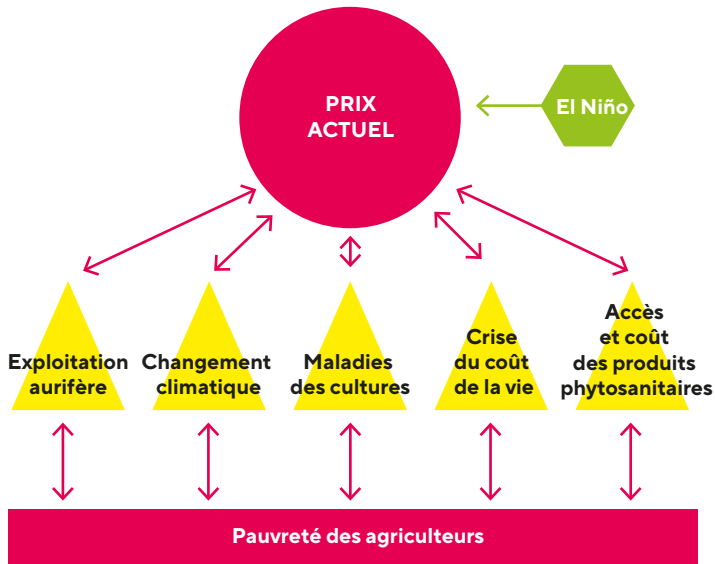 PRIX
ACTUEL
El Niño
Exploitation
aurifère
Changement
climatique
Maladies
des cultures
Crise
du coût
de la vie
Accès
et coût
des produits
phytosanitaires
Pauvreté des agriculteurs